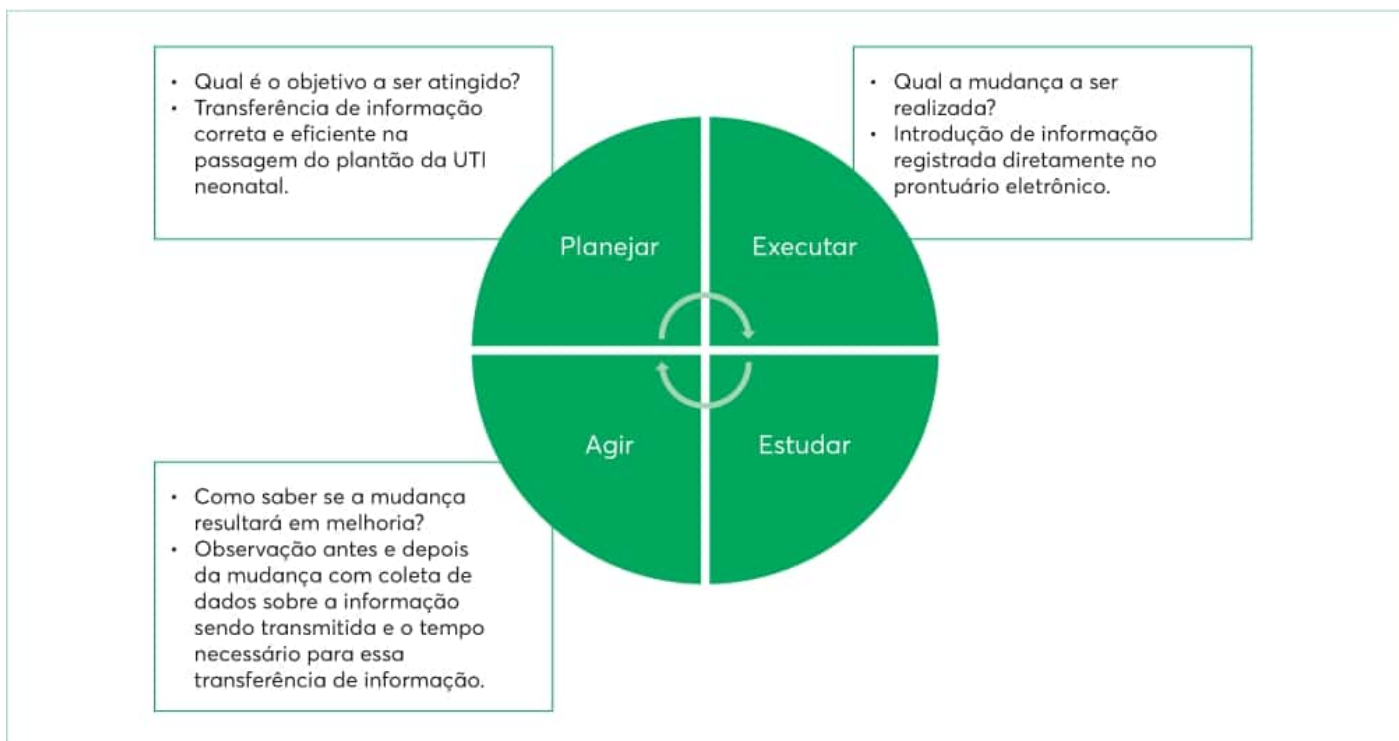 • Qual é o objetivo a ser atingido?
• Transferência de informação
correta e eficiente na
passagem do plantão da UTI
neonatal.
• Qual a mudança a ser
realizada?
• Introdução de informação
registrada diretamente no
prontuário eletrônico.
Planejar
Executar
Agir
Estudar
• Como saber se a mudança
resultará em melhoria?
• Observação antes e depois
da mudança com coleta de
dados sobre a informação
sendo transmitida e o tempo
necessário para essa
transferência de informação.